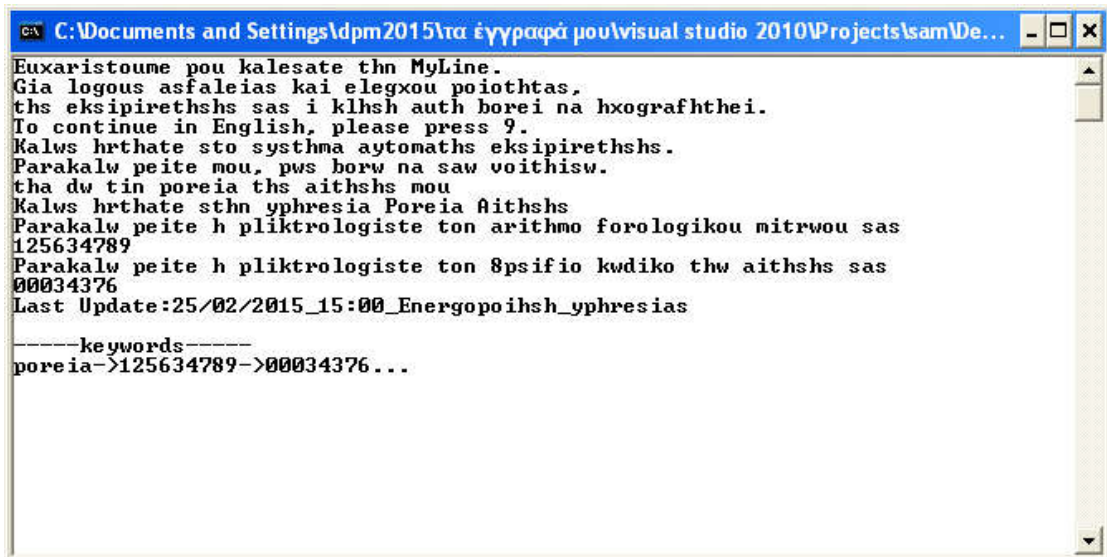 C:\Documents and Settings\dpm2015\τα έγγραφά μου\visual studio 2010\Projects\sam\De...
Euxaristoume pou kalesate thn MyLine.
Gia logous asfaleias kai elegxou poiothtas,
ths eksipirethshs sas i klhsh auth borei na hxografhthei.
To continue in English, please press 9.
Kalws hrthate sto systhma aytomaths eksipirethshs.
Parakalw peite mou, pws borw na saw voithisw.
tha dw tin poreia ths aithshs mou
Kalws hrthate sthn yphresia Poreia Aithshs
Parakalw peite h pliktrologiste ton arithmo forologikou mitrwou sas
125634789
Parakalw peite h pliktrologiste ton 8psifio kwdiko thw aithshs sas
00034376
Last Update:25/02/2015_15:00_Energopoihsh_yphresias
-----keywords-----
poreia->125634789->00034376...